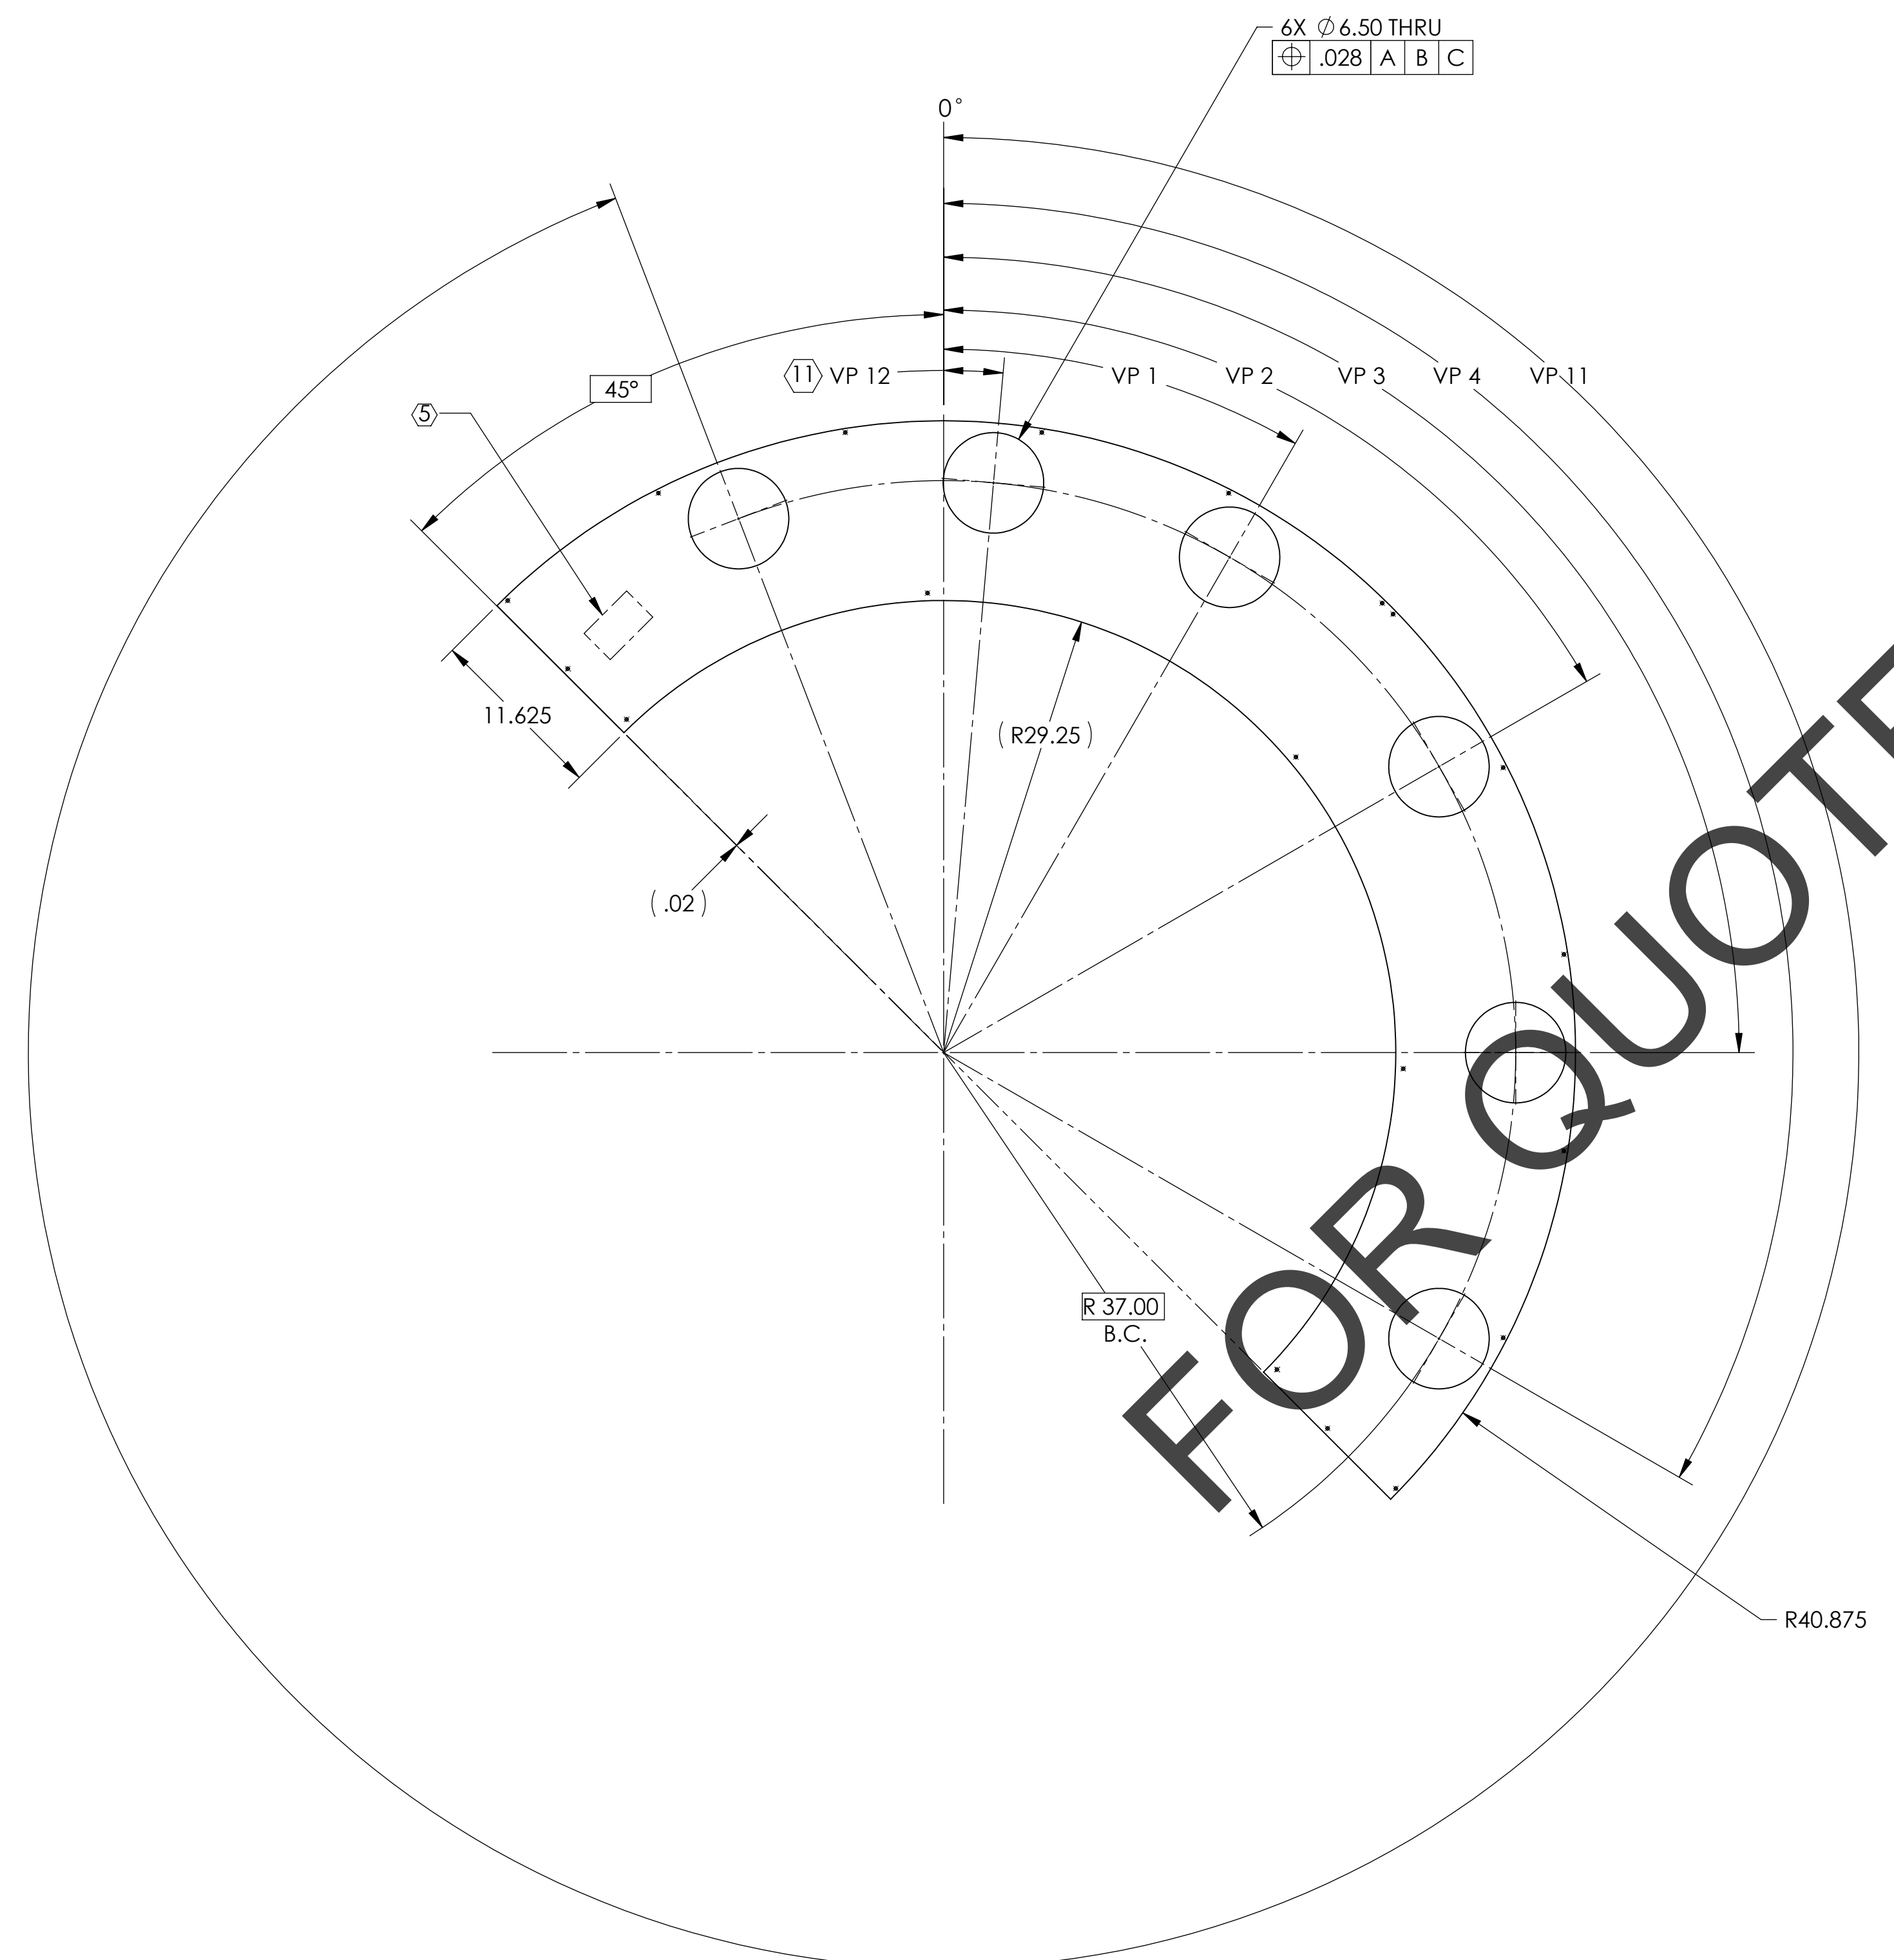 6X ⌀ 6.50 THRU
⌖ .028 A B C
0°
11 VP 12
VP 1
VP 2
VP 3
VP 4
VP 11
45°
5
11.625
(R29.25)
(.02)
R 37.00
B.C.
R40.875
FOR QUOTE